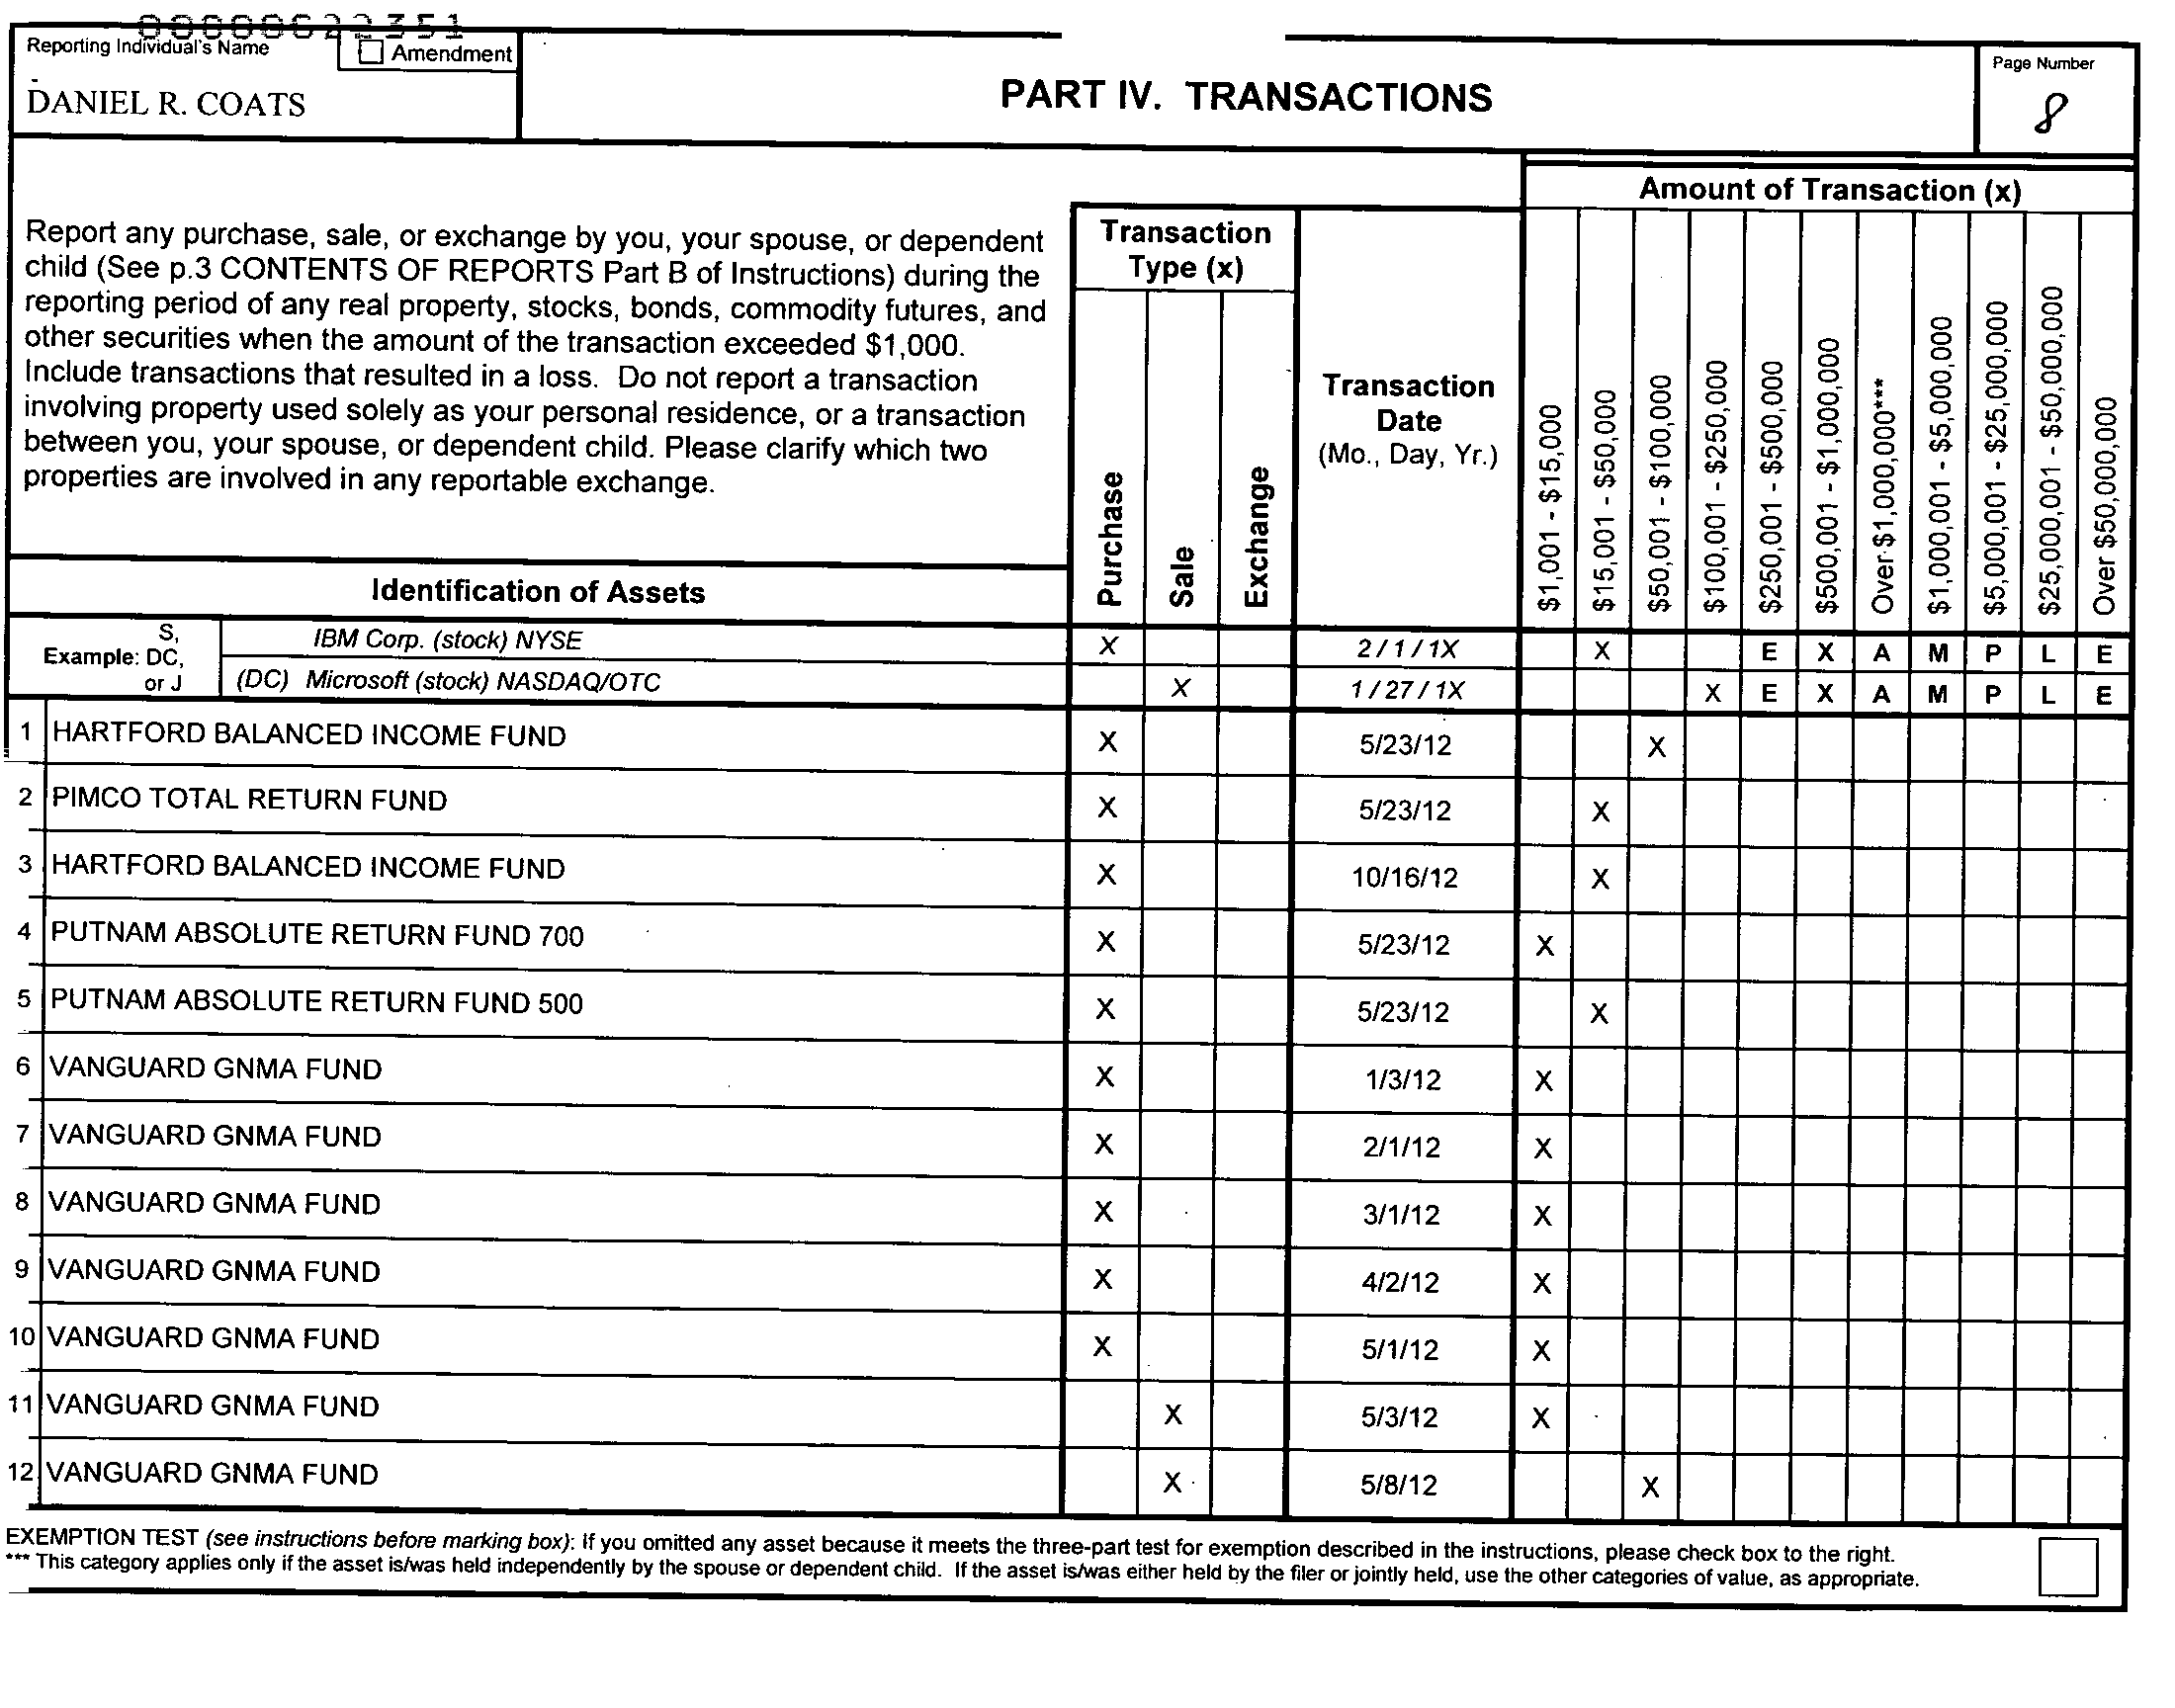 00000622351
Reporting Individual's Name
Amendment
DANIEL R. COATS
PART IV.  TRANSACTIONS
Page Number
8
Report any purchase, sale, or exchange by you, your spouse, or dependent
child (See p.3 CONTENTS OF REPORTS Part B of Instructions) during the
reporting period of any real property, stocks, bonds, commodity futures, and
other securities when the amount of the transaction exceeded $1,000.
Include transactions that resulted in a loss.  Do not report a transaction
involving property used solely as your personal residence, or a transaction
between you, your spouse, or dependent child. Please clarify which two
properties are involved in any reportable exchange.
Identification of Assets
Transaction
Type (x)
Purchase
Sale
Exchange
Transaction
Date
(Mo., Day, Yr.)
Amount of Transaction (x)
$1,001 - $15,000
$15,001 - $50,000
$50,001 - $100,000
$100,001 - $250,000
$250,001 - $500,000
$500,001 - $1,000,000
Over $1,000,000***
$1,000,001 - $5,000,000
$5,000,001 - $25,000,000
$25,000,001 - $50,000,000
Over $50,000,000
Example: S, DC, or J
IBM Corp. (stock) NYSE X 2 / 1 / 1X X E X A M P L E
(DC) Microsoft (stock) NASDAQ/OTC X 1 / 27 / 1X X E X A M P L E
1 HARTFORD BALANCED INCOME FUND X 5/23/12 X
2 PIMCO TOTAL RETURN FUND X 5/23/12 X
3 HARTFORD BALANCED INCOME FUND X 10/16/12 X
4 PUTNAM ABSOLUTE RETURN FUND 700 X 5/23/12 X
5 PUTNAM ABSOLUTE RETURN FUND 500 X 5/23/12 X
6 VANGUARD GNMA FUND X 1/3/12 X
7 VANGUARD GNMA FUND X 2/1/12 X
8 VANGUARD GNMA FUND X 3/1/12 X
9 VANGUARD GNMA FUND X 4/2/12 X
10 VANGUARD GNMA FUND X 5/1/12 X
11 VANGUARD GNMA FUND X 5/3/12 X
12 VANGUARD GNMA FUND X 5/8/12 X
EXEMPTION TEST (see instructions before marking box): If you omitted any asset because it meets the three-part test for exemption described in the instructions, please check box to the right.
*** This category applies only if the asset is/was held independently by the spouse or dependent child.  If the asset is/was either held by the filer or jointly held, use the other categories of value, as appropriate.